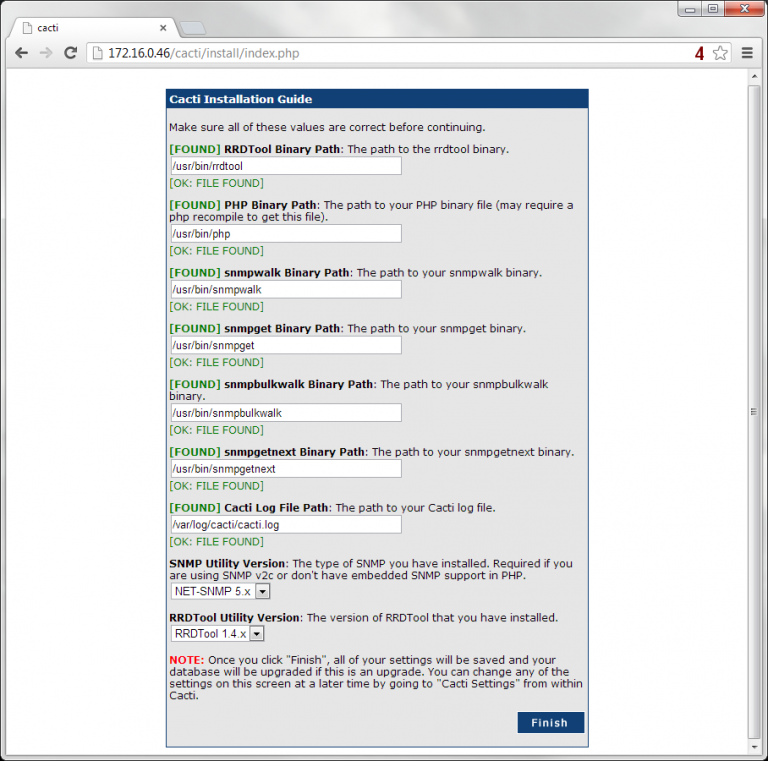 cacti
172.16.0.46/cacti/install/index.php
4
Cacti Installation Guide
Make sure all of these values are correct before continuing.
[FOUND] RRDTool Binary Path: The path to the rrdtool binary.
/usr/bin/rrdtool
[OK: FILE FOUND]
[FOUND] PHP Binary Path: The path to your PHP binary file (may require a
php recompile to get this file).
/usr/bin/php
[OK: FILE FOUND]
[FOUND] snmpwalk Binary Path: The path to your snmpwalk binary.
/usr/bin/snmpwalk
[OK: FILE FOUND]
[FOUND] snmpget Binary Path: The path to your snmpget binary.
/usr/bin/snmpget
[OK: FILE FOUND]
[FOUND] snmpbulkwalk Binary Path: The path to your snmpbulkwalk
binary.
/usr/bin/snmpbulkwalk
[OK: FILE FOUND]
[FOUND] snmpgetnext Binary Path: The path to your snmpgetnext binary.
/usr/bin/snmpgetnext
[OK: FILE FOUND]
[FOUND] Cacti Log File Path: The path to your Cacti log file.
/var/log/cacti/cacti.log
[OK: FILE FOUND]
SNMP Utility Version: The type of SNMP you have installed. Required if you
are using SNMP v2c or don't have embedded SNMP support in PHP.
NET-SNMP 5.x
RRDTool Utility Version: The version of RRDTool that you have installed.
RRDTool 1.4.x
NOTE: Once you click "Finish", all of your settings will be saved and your
database will be upgraded if this is an upgrade. You can change any of the
settings on this screen at a later time by going to "Cacti Settings" from within
Cacti.
Finish